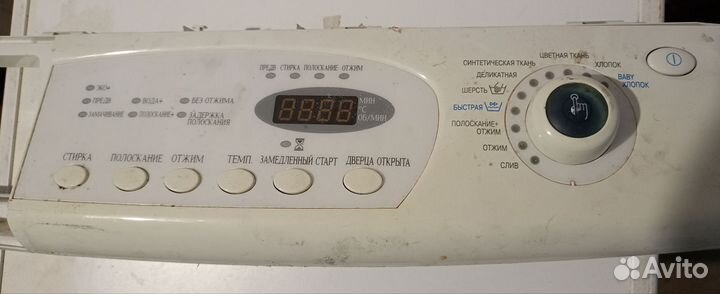 ПРЕДВ СТИРКА ПОЛОСКАНИЕ ОТЖИМ
ЭКО+
ПРЕДВ ВОДА+ БЕЗ ОТЖИМА
ЗАМАЧИВАНИЕ ПОЛОСКАНИЕ+ ЗАДЕРЖКА
ПОЛОСКАНИЯ
88:88
МИН
°C
ОБ/МИН
СТИРКА ПОЛОСКАНИЕ ОТЖИМ ТЕМП. ЗАМЕДЛЕННЫЙ СТАРТ ДВЕРЦА ОТКРЫТА
ЦВЕТНАЯ ТКАНЬ
СИНТЕТИЧЕСКАЯ ТКАНЬ
ХЛОПОК
ДЕЛИКАТНАЯ
BABY
ХЛОПОК
ШЕРСТЬ
БЫСТРАЯ
ПОЛОСКАНИЕ+
ОТЖИМ
ОТЖИМ
СЛИВ
Avito